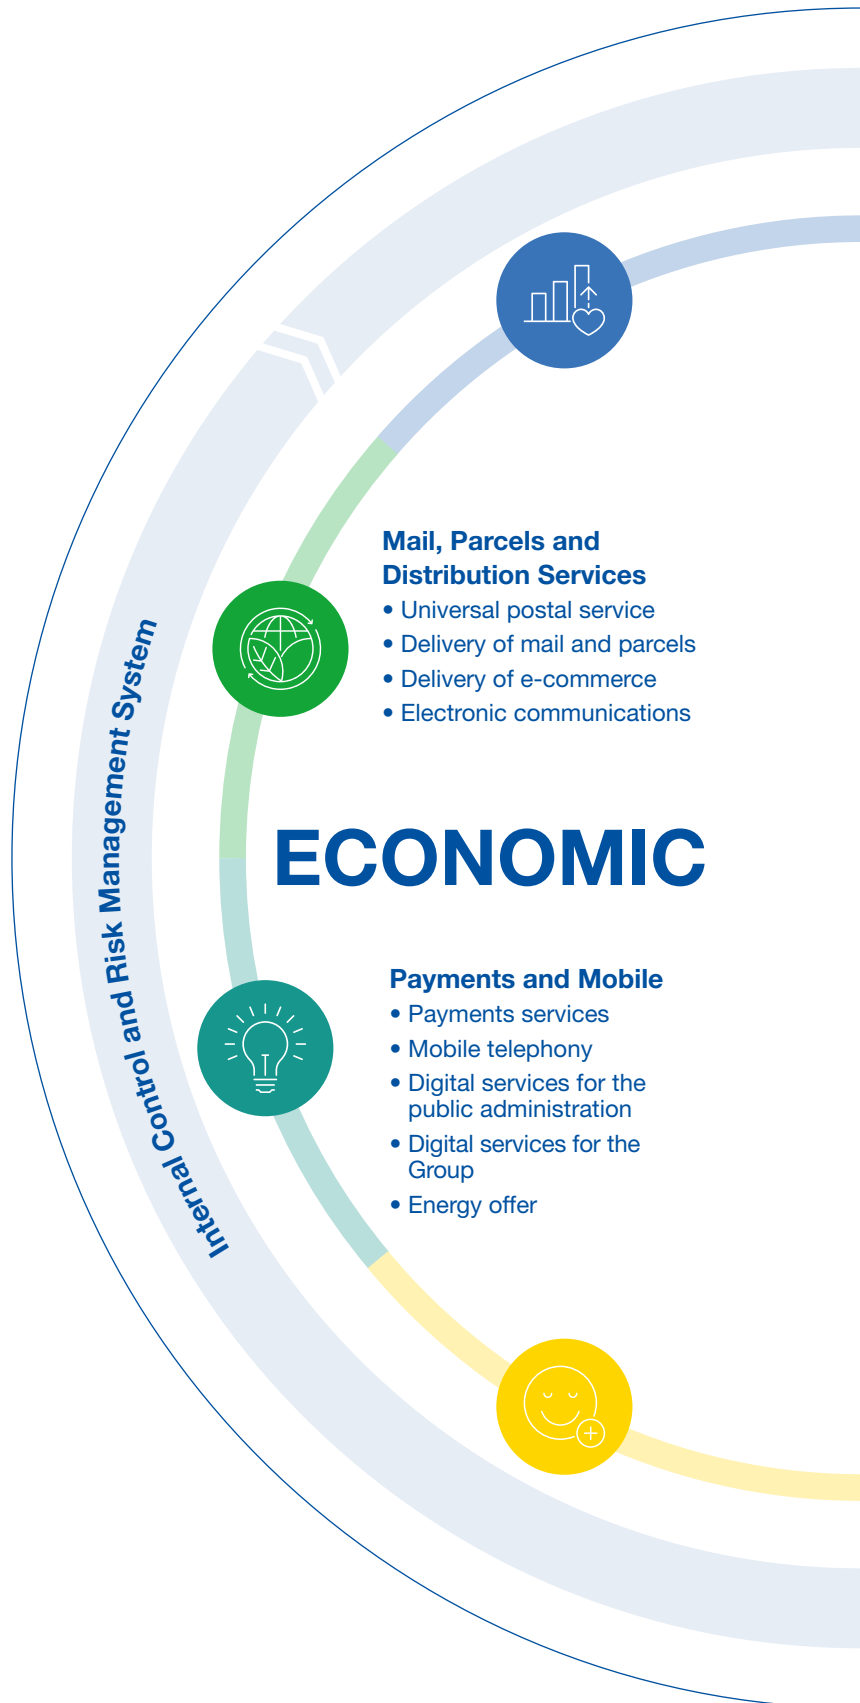 Mail, Parcels and
Distribution Services
• Universal postal service
• Delivery of mail and parcels
• Delivery of e-commerce
• Electronic communications
Internal Control and Risk Management System
ECONOMIC
Payments and Mobile
• Payments services
• Mobile telephony
• Digital services for the
public administration
• Digital services for the
Group
• Energy offer